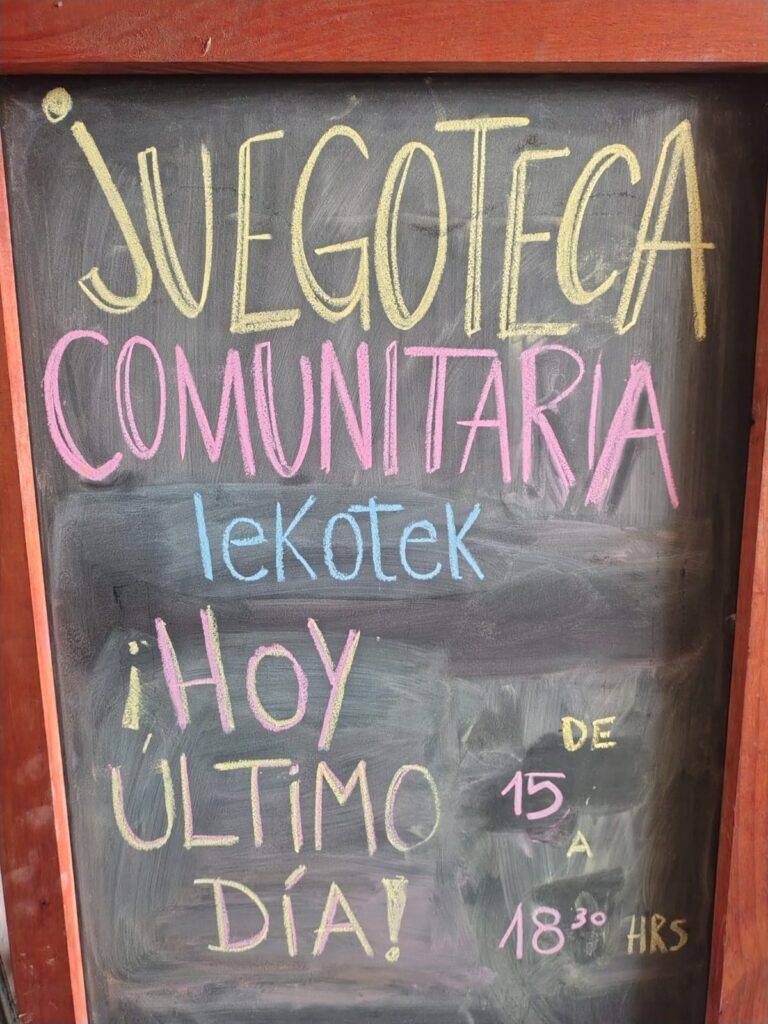 JUEGOTECA
COMUNITARIA
lekotek
¡HOY
ÚLTIMO
DÍA!
DE
15
A
18³⁰ HRS